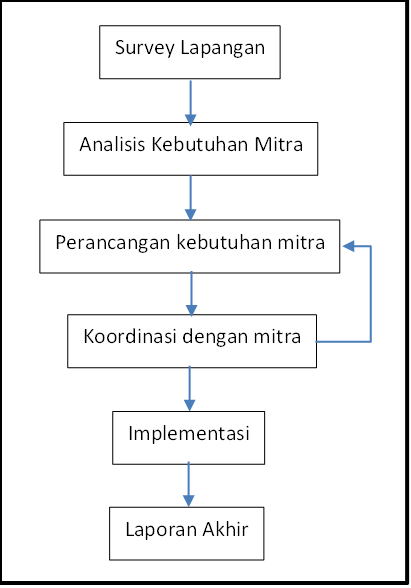 Survey Lapangan
Analisis Kebutuhan Mitra
Perancangan kebutuhan mitra
Koordinasi dengan mitra
Implementasi
Laporan Akhir